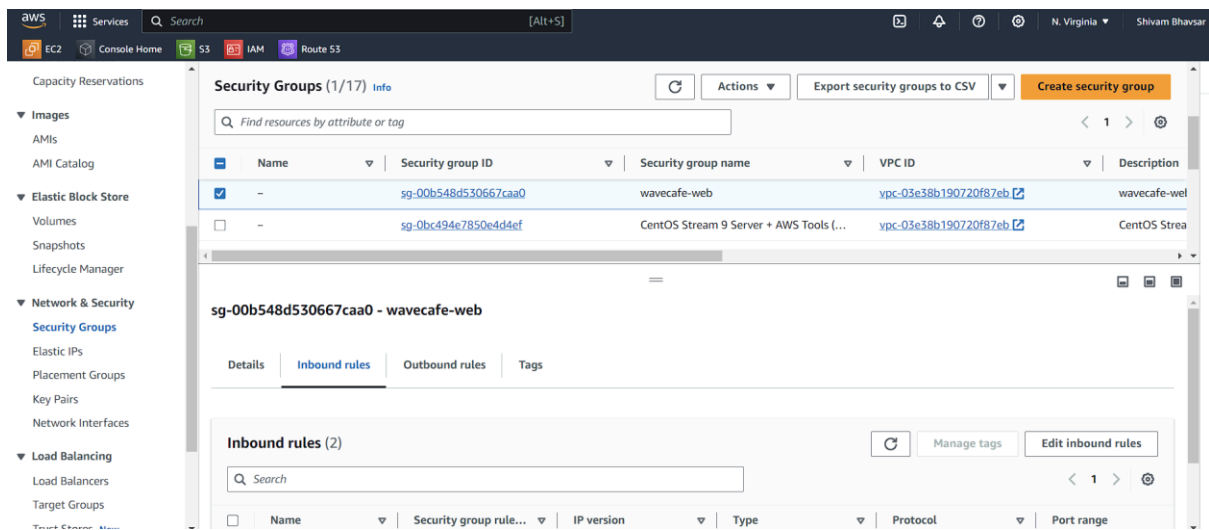 aws Services Search [Alt+S] N. Virginia Shivam Bhavsar
EC2 Console Home S3 IAM Route 53
Capacity Reservations
Images
AMIs
AMI Catalog
Elastic Block Store
Volumes
Snapshots
Lifecycle Manager
Network & Security
Security Groups
Elastic IPs
Placement Groups
Key Pairs
Network Interfaces
Load Balancing
Load Balancers
Target Groups
Trust Stores New
Security Groups (1/17) Info Actions Export security groups to CSV Create security group
Find resources by attribute or tag 1
Name Security group ID Security group name VPC ID Description
– sg-00b548d530667caa0 wavecafe-web vpc-03e38b190720f87eb wavecafe-wel
– sg-0bc494e7850e4d4ef CentOS Stream 9 Server + AWS Tools (... vpc-03e38b190720f87eb CentOS Strea
sg-00b548d530667caa0 - wavecafe-web
Details Inbound rules Outbound rules Tags
Inbound rules (2) Manage tags Edit inbound rules
Search 1
Name Security group rule... IP version Type Protocol Port range